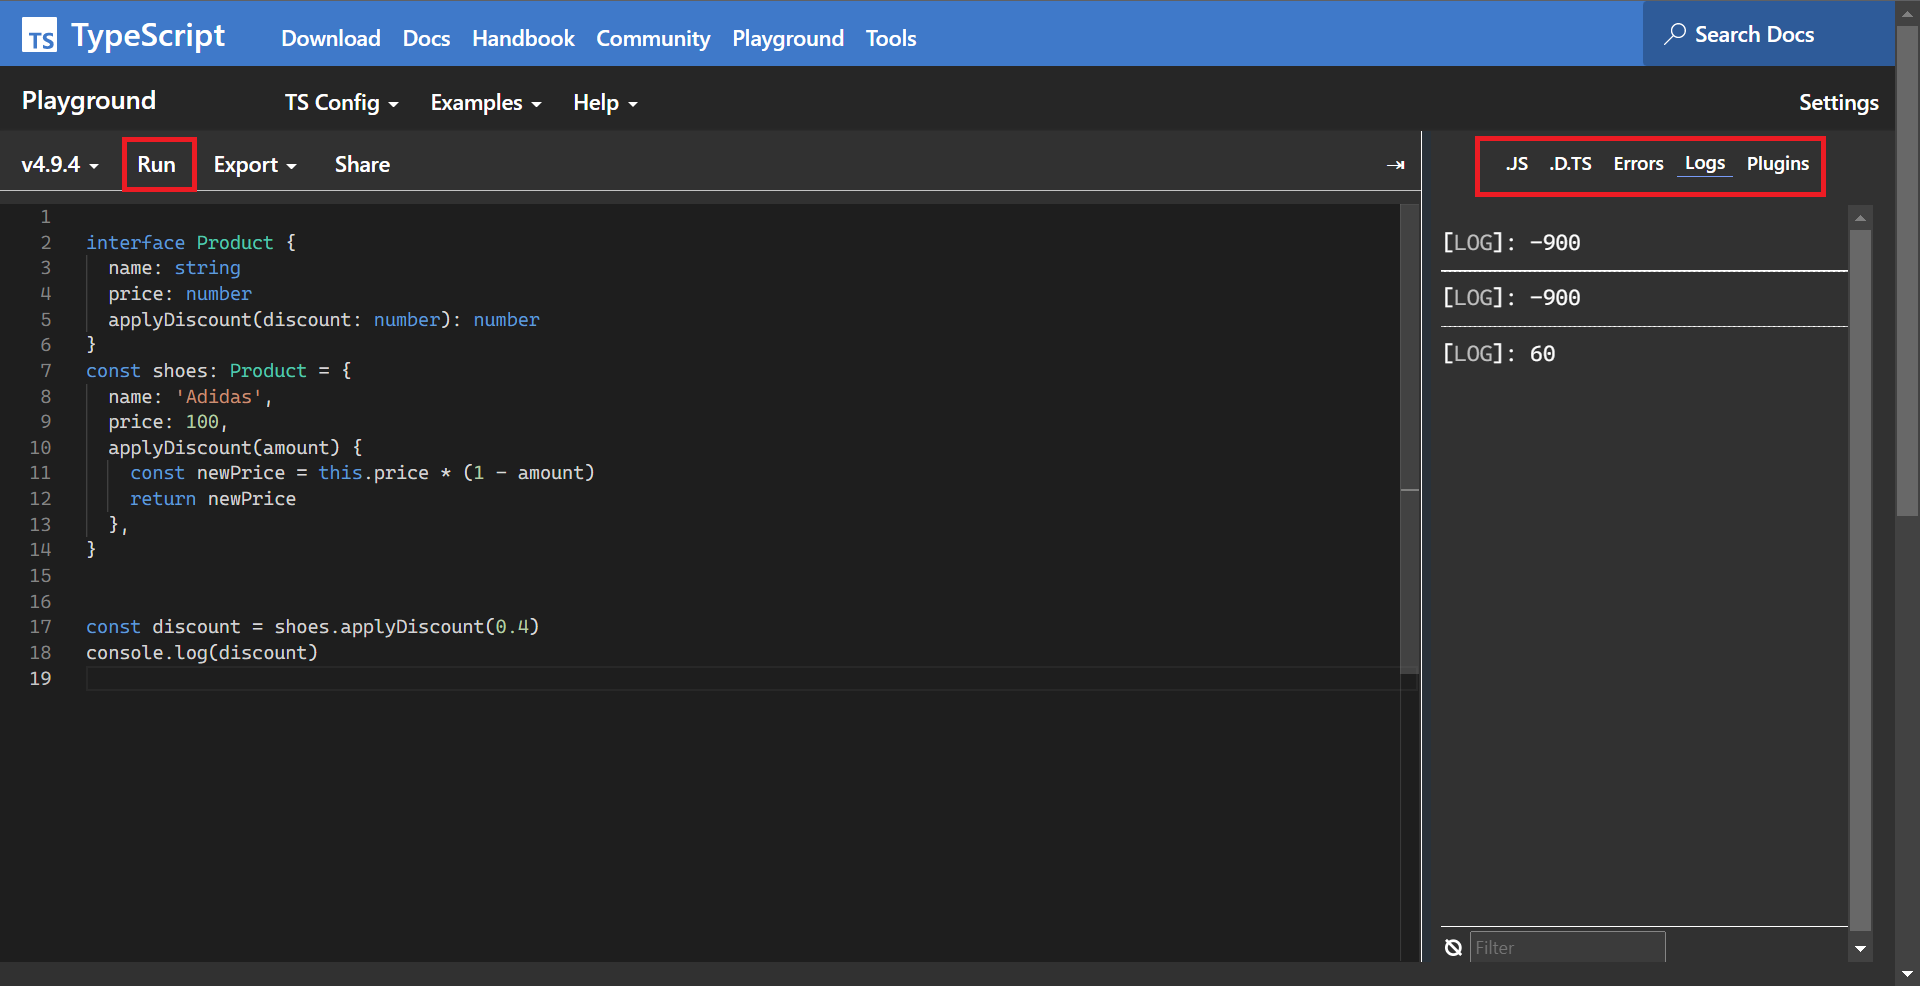 TS TypeScript Download Docs Handbook Community Playground Tools Search Docs
Playground TS Config Examples Help Settings
v4.9.4 Run Export Share
.JS .D.TS Errors Logs Plugins
1
2 interface Product {
3 name: string
4 price: number
5 applyDiscount(discount: number): number
6 }
7 const shoes: Product = {
8 name: 'Adidas',
9 price: 100,
10 applyDiscount(amount) {
11 const newPrice = this.price * (1 - amount)
12 return newPrice
13 },
14 }
15
16
17 const discount = shoes.applyDiscount(0.4)
18 console.log(discount)
19
[LOG]: -900
[LOG]: -900
[LOG]: 60
Filter